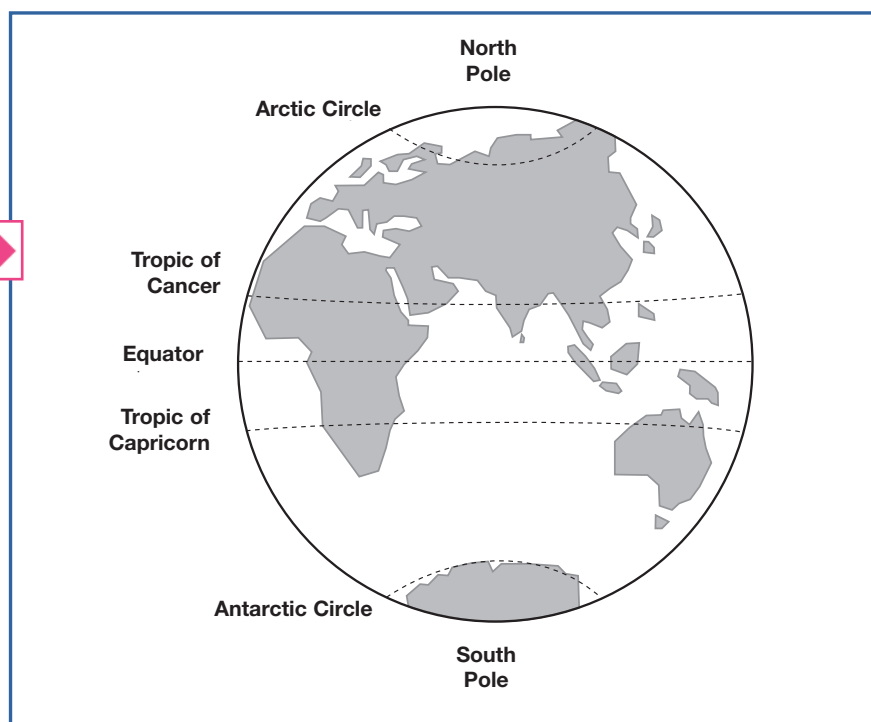 North
Pole
Arctic Circle
Tropic of
Cancer
Equator
Tropic of
Capricorn
Antarctic Circle
South
Pole